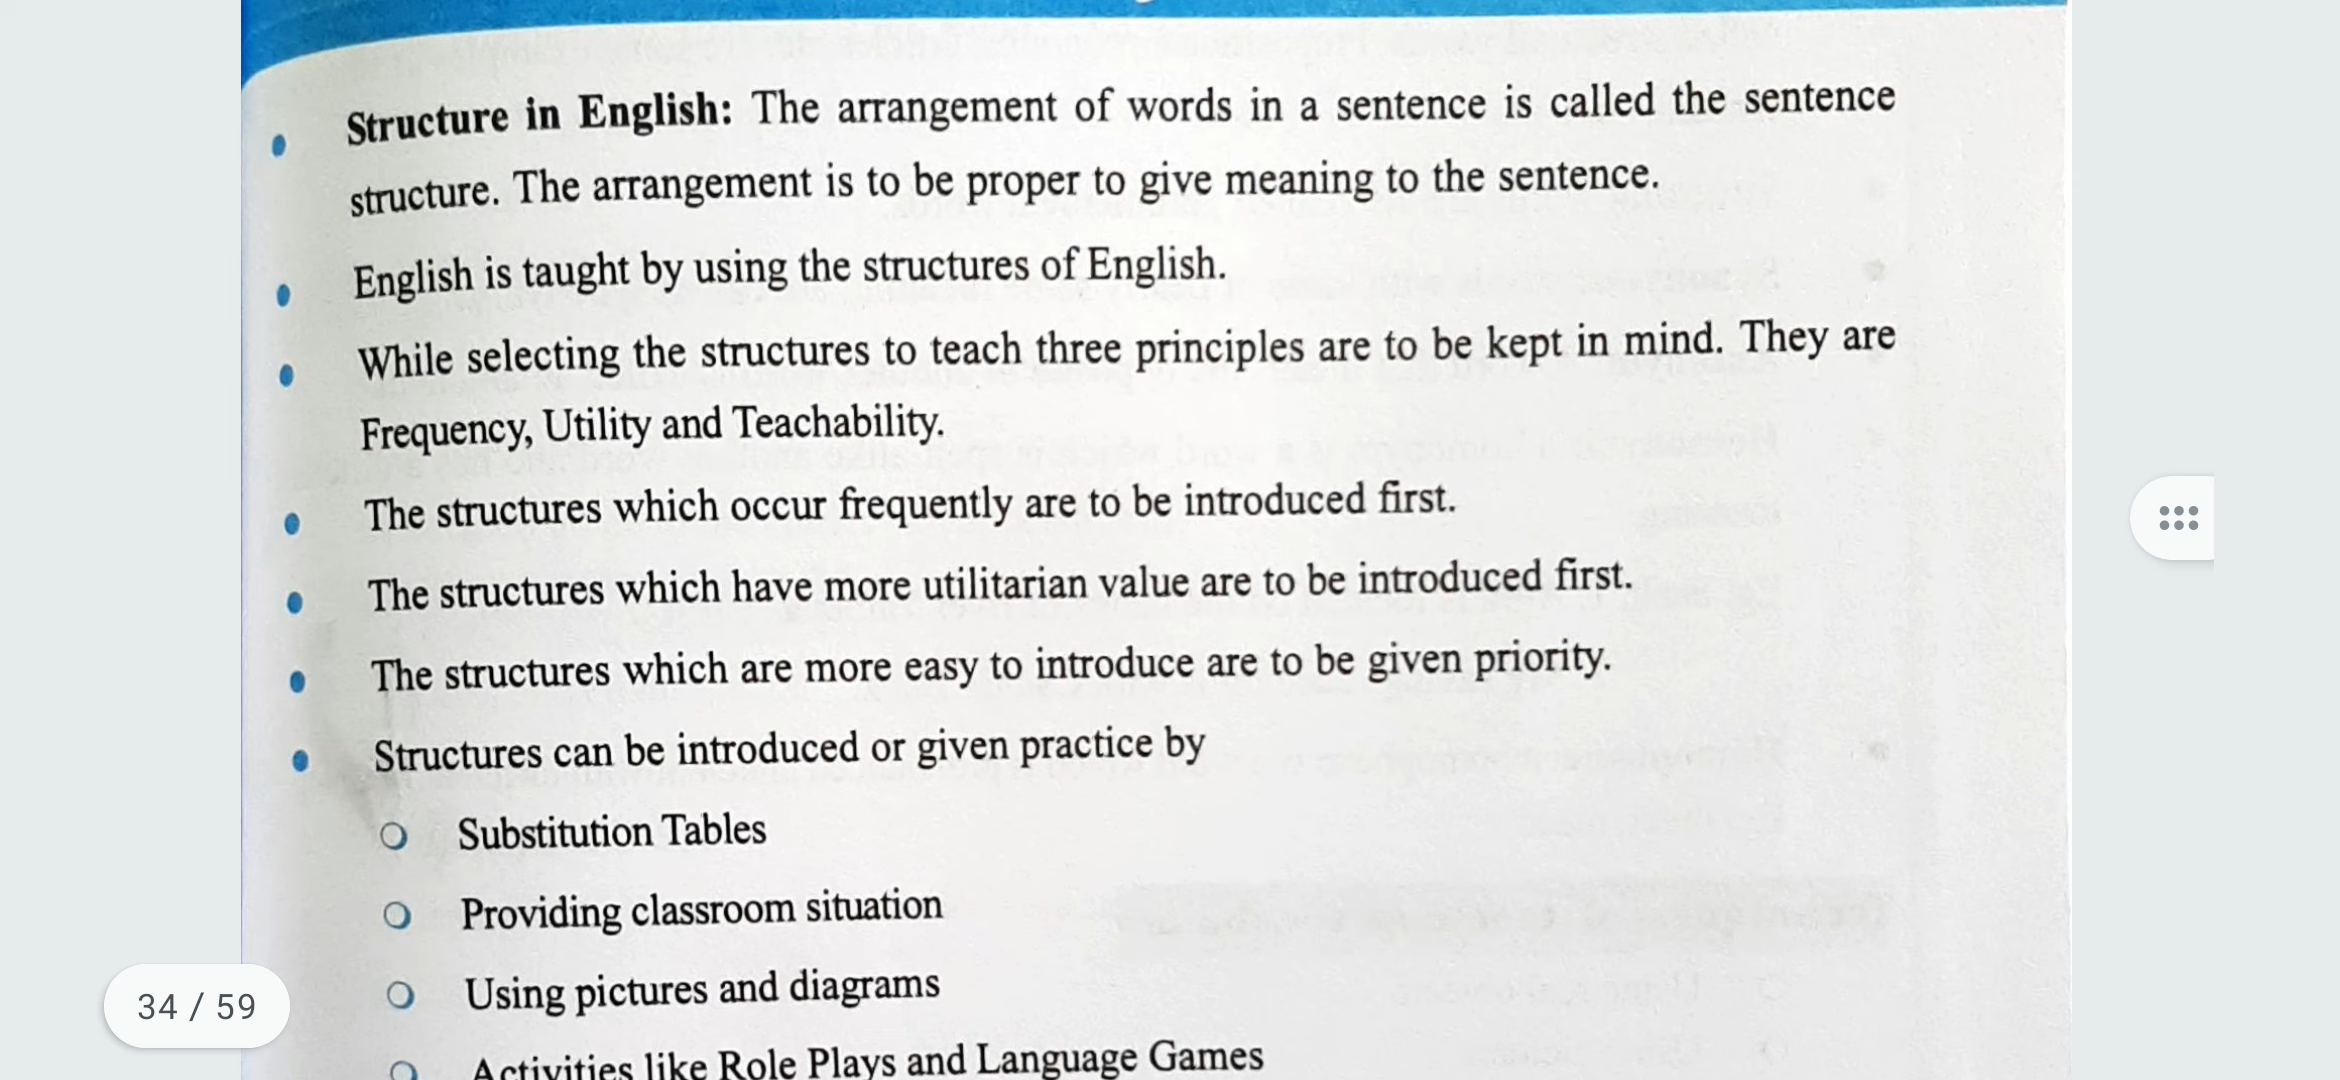 Structure in English: The arrangement of words in a sentence is called the sentence
structure. The arrangement is to be proper to give meaning to the sentence.
English is taught by using the structures of English.
While selecting the structures to teach three principles are to be kept in mind. They are
Frequency, Utility and Teachability.
The structures which occur frequently are to be introduced first.
The structures which have more utilitarian value are to be introduced first.
The structures which are more easy to introduce are to be given priority.
Structures can be introduced or given practice by
Substitution Tables
Providing classroom situation
Using pictures and diagrams
Activities like Role Plays and Language Games
34 / 59